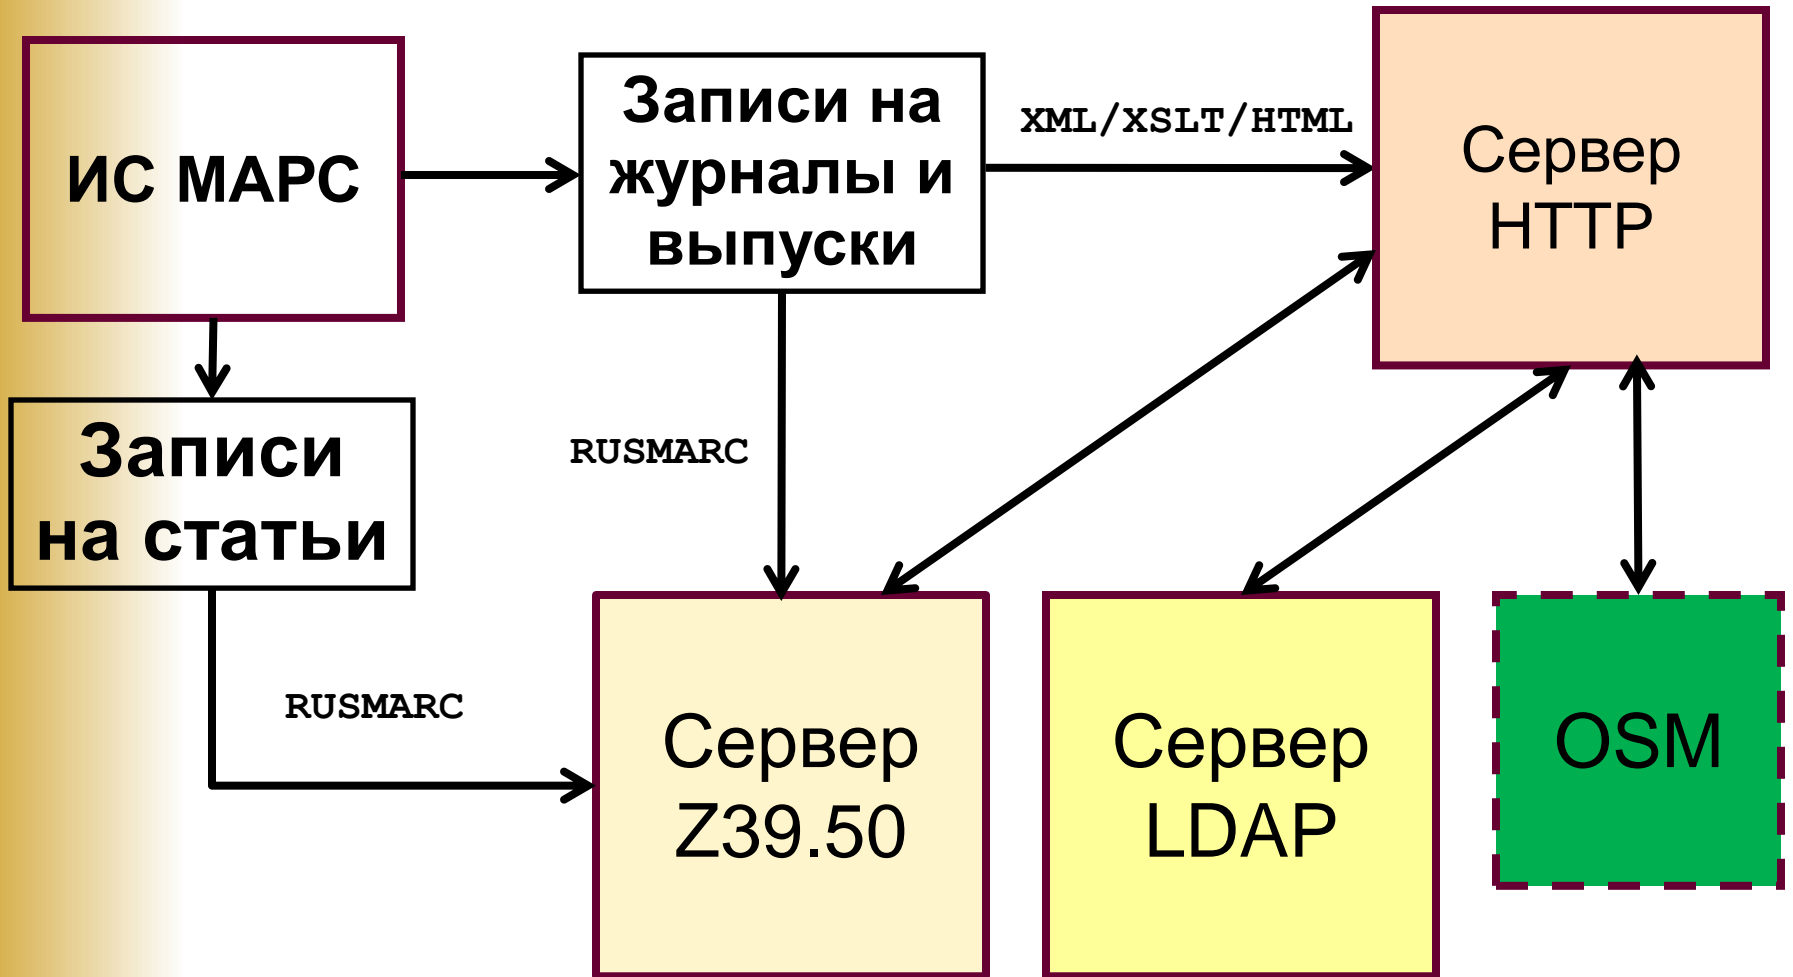 ИС МАРС
Записи на
журналы и
выпуски
XML/XSLT/HTML
Сервер
HTTP
Записи
на статьи
RUSMARC
RUSMARC
Сервер
Z39.50
Сервер
LDAP
OSM